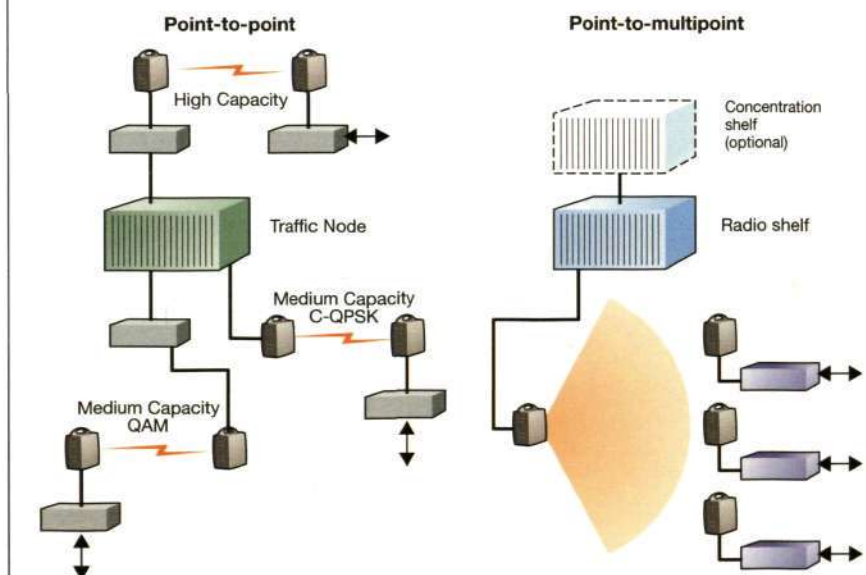 Point-to-point
High Capacity
Traffic Node
Medium Capacity
C-QPSK
Medium Capacity
QAM
Point-to-multipoint
Concentration
shelf
(optional)
Radio shelf